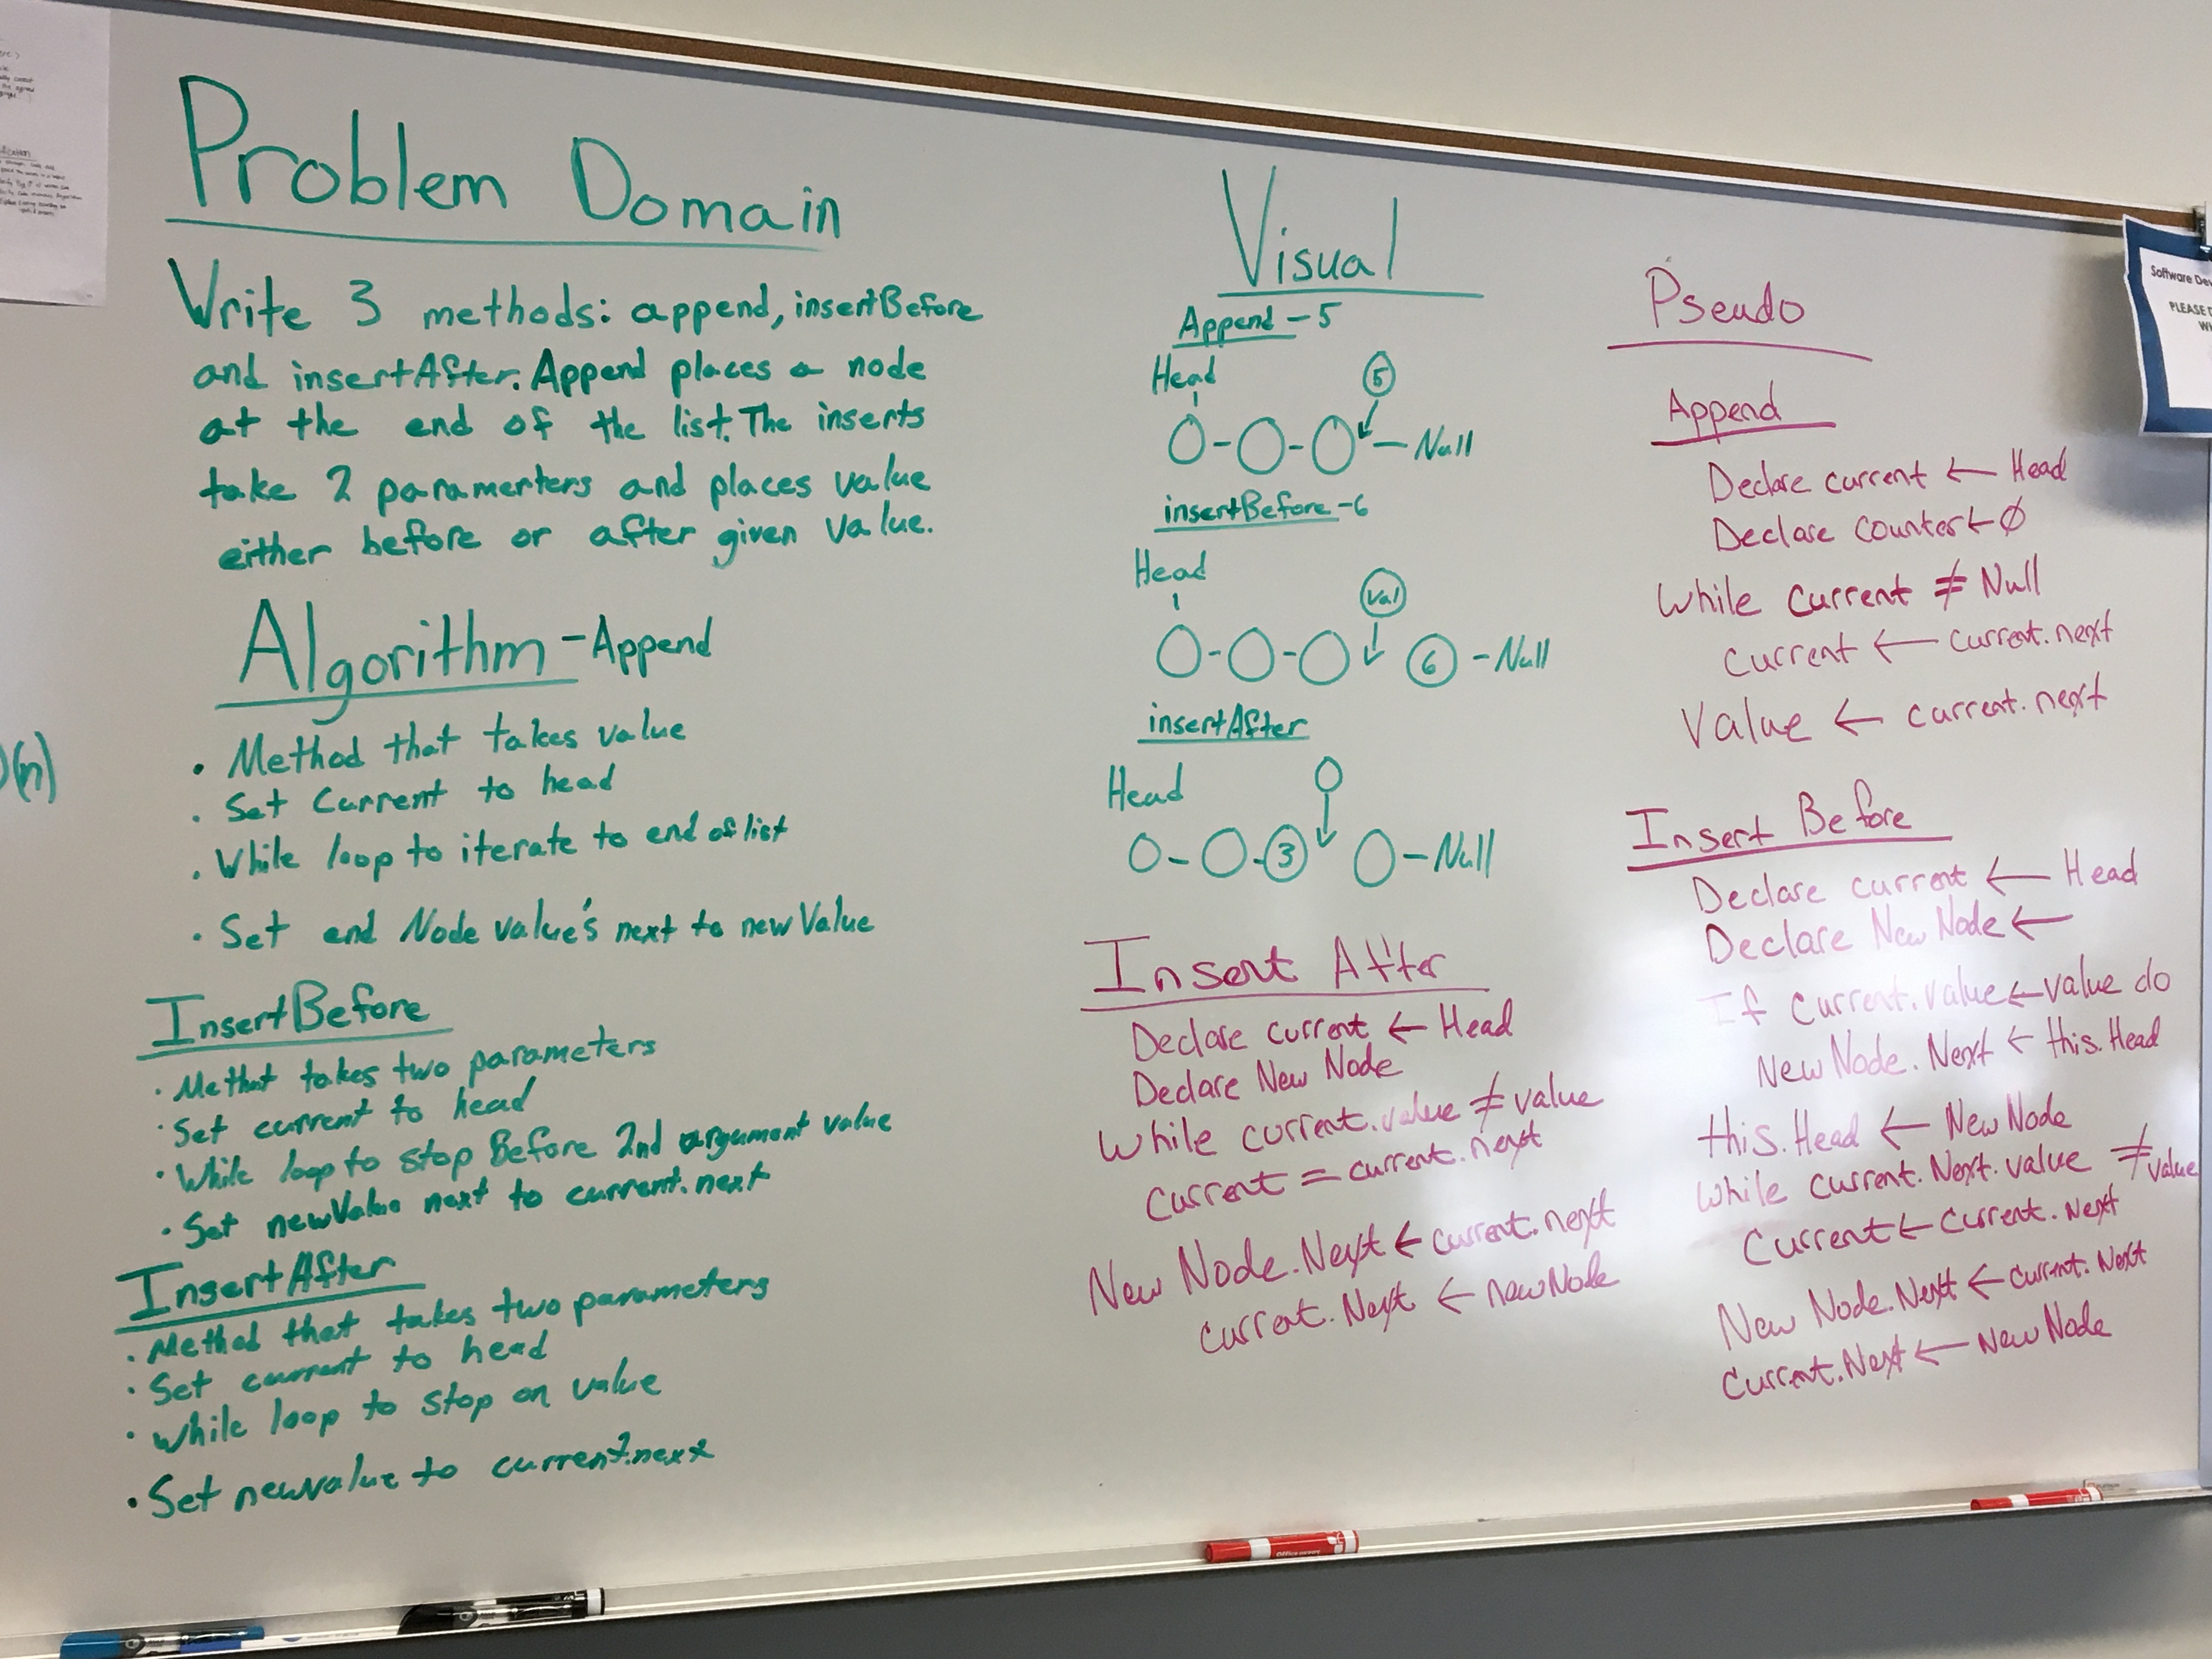 Problem Domain
Write 3 methods: append, insertBefore
and insertAfter. Append places a node
at the end of the list. The inserts
take 2 paramerters and places value
either before or after given value.
Algorithm - Append
• Method that takes value
• Set Current to head
• While loop to iterate to end of list
• Set end Node value's next to newValue
O(n)
InsertBefore
• Methot takes two parameters
• Set current to head
• While loop to stop Before 2nd argument value
• Set newValue next to current.next
InsertAfter
• Method that takes two parameters
• Set current to head
• While loop to stop on value
• Set newvalue to current.next
Visual
Append - 5
Head
5
Null
insertBefore - 6
Head
Val
6 - Null
insertAfter
Head
3
Null
Insert After
Declare current ← Head
Declare New Node
While current.value ≠ value
Current = current.next
New Node.Next ← current.next
current.Next ← newNode
Pseudo
Append
Declare current ← Head
Declare Counter ← Ø
While current ≠ Null
Current ← current.next
Value ← current.next
Insert Before
Declare current ← Head
Declare New Node ←
If Current.value ← value do
New Node.Next ← this.Head
this.Head ← New Node
While current.Next.value ≠ value
Current ← Current.Next
New Node.Next ← current.Next
Current.Next ← New Node
Software Dev
PLEASE D